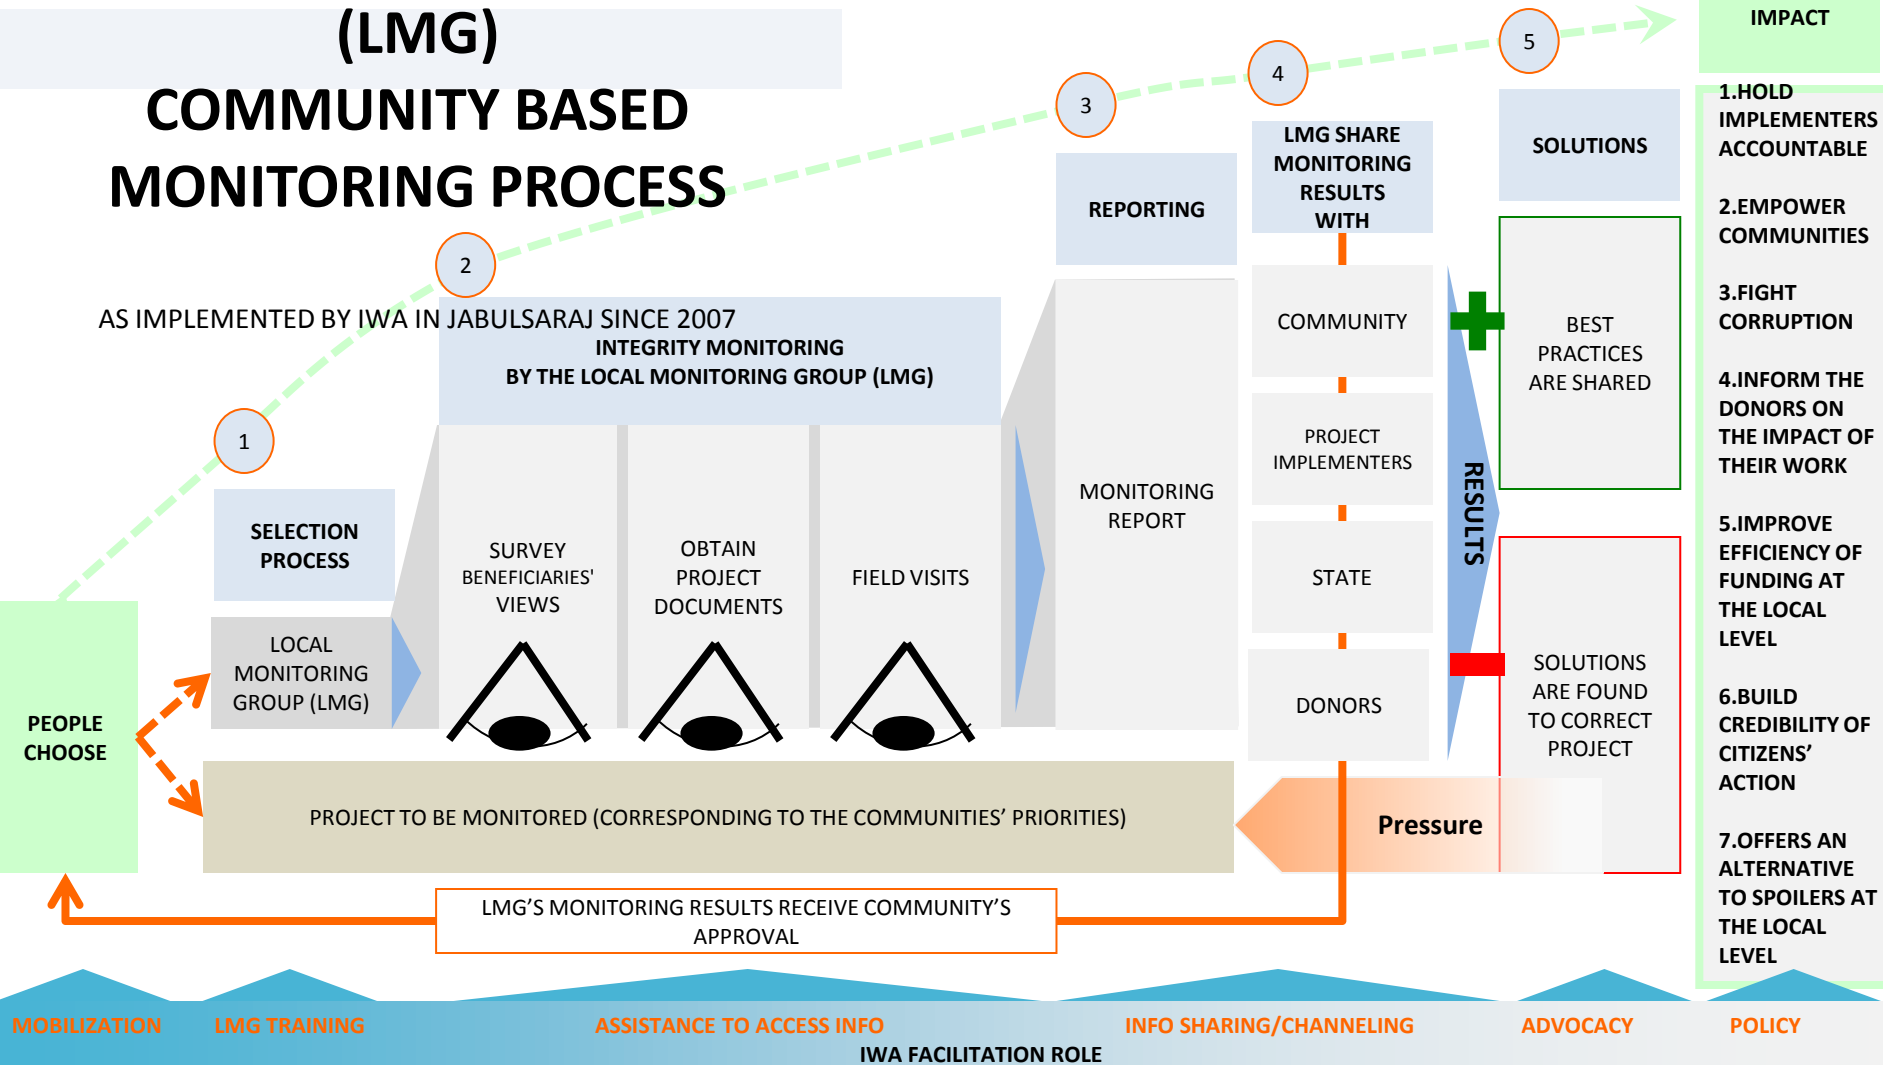 (LMG)
COMMUNITY BASED
MONITORING PROCESS
AS IMPLEMENTED BY IWA IN JABULSARAJ SINCE 2007
1
2
3
4
5
PEOPLE
CHOOSE
SELECTION
PROCESS
LOCAL
MONITORING
GROUP (LMG)
INTEGRITY MONITORING
BY THE LOCAL MONITORING GROUP (LMG)
SURVEY
BENEFICIARIES'
VIEWS
OBTAIN
PROJECT
DOCUMENTS
FIELD VISITS
REPORTING
MONITORING
REPORT
LMG SHARE
MONITORING
RESULTS
WITH
COMMUNITY
PROJECT
IMPLEMENTERS
STATE
DONORS
RESULTS
SOLUTIONS
BEST
PRACTICES
ARE SHARED
SOLUTIONS
ARE FOUND
TO CORRECT
PROJECT
Pressure
PROJECT TO BE MONITORED (CORRESPONDING TO THE COMMUNITIES’ PRIORITIES)
LMG’S MONITORING RESULTS RECEIVE COMMUNITY’S
APPROVAL
IMPACT
1.HOLD
IMPLEMENTERS
ACCOUNTABLE
2.EMPOWER
COMMUNITIES
3.FIGHT
CORRUPTION
4.INFORM THE
DONORS ON
THE IMPACT OF
THEIR WORK
5.IMPROVE
EFFICIENCY OF
FUNDING AT
THE LOCAL
LEVEL
6.BUILD
CREDIBILITY OF
CITIZENS’
ACTION
7.OFFERS AN
ALTERNATIVE
TO SPOILERS AT
THE LOCAL
LEVEL
MOBILIZATION
LMG TRAINING
ASSISTANCE TO ACCESS INFO
INFO SHARING/CHANNELING
ADVOCACY
POLICY
IWA FACILITATION ROLE